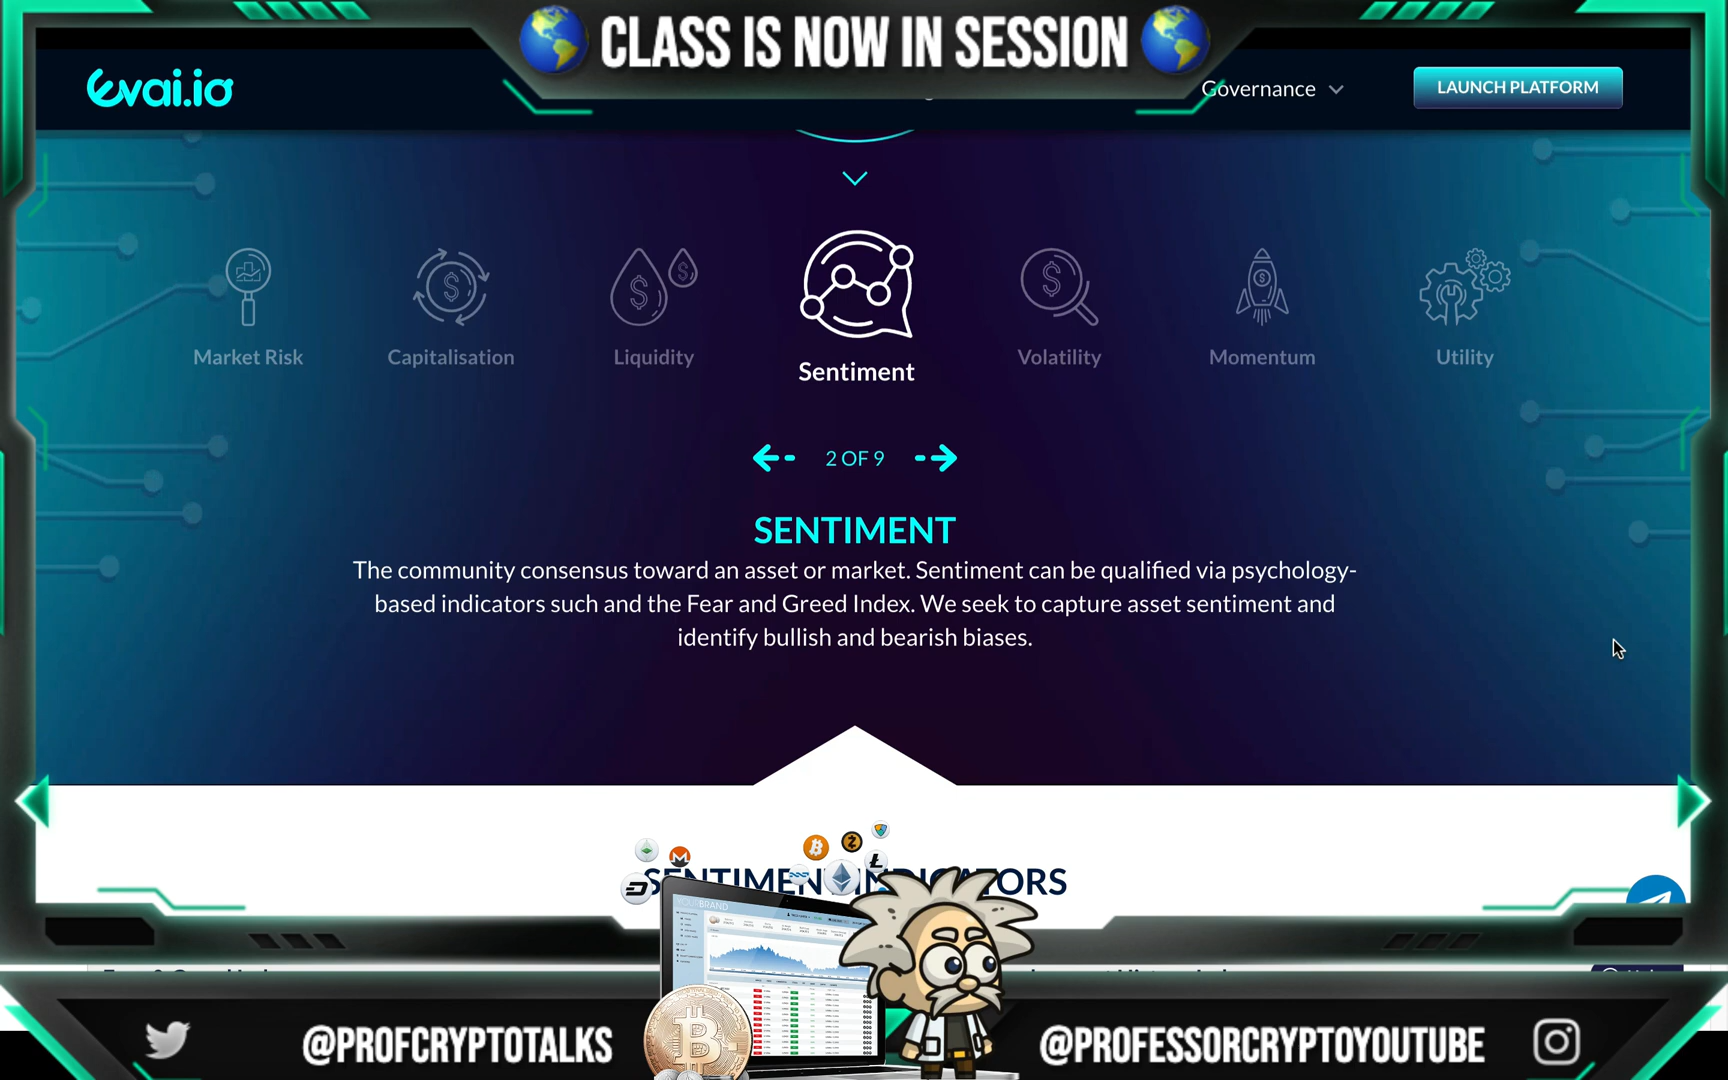 CLASS IS NOW IN SESSION
evai.io
Governance
LAUNCH PLATFORM
Market Risk
Capitalisation
Liquidity
Sentiment
Volatility
Momentum
Utility
2 OF 9
SENTIMENT
The community consensus toward an asset or market. Sentiment can be qualified via psychology-
based indicators such and the Fear and Greed Index. We seek to capture asset sentiment and
identify bullish and bearish biases.
SENTIMENT INDICATORS
YOURBRAND
@PROFCRYPTOTALKS
@PROFESSORCRYPTOYOUTUBE